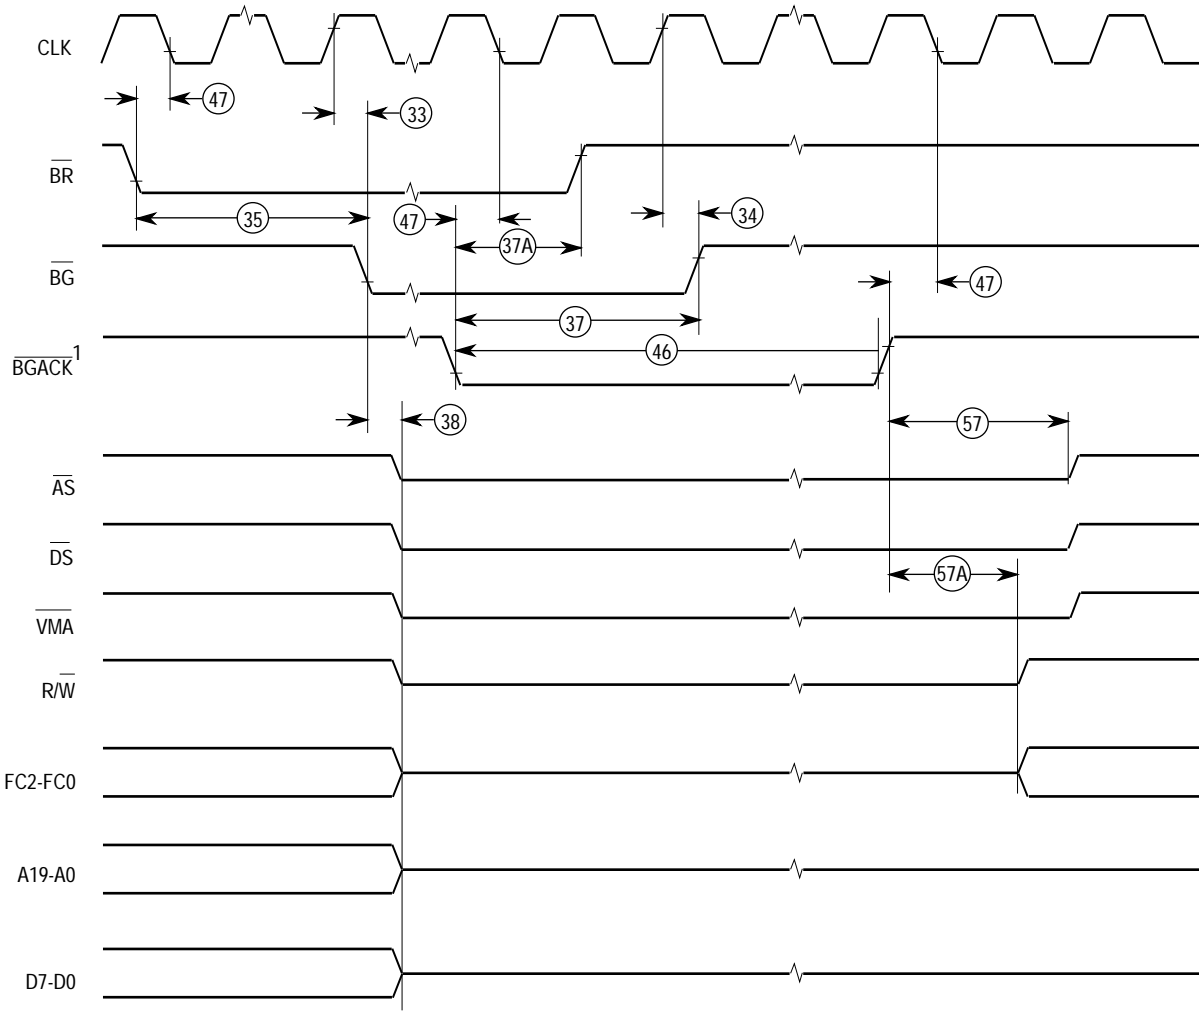 CLK
47
33
BR
35
47
37A
34
BG
47
37
BGACK1
46
38
57
AS
DS
57A
VMA
R/W
FC2-FC0
A19-A0
D7-D0